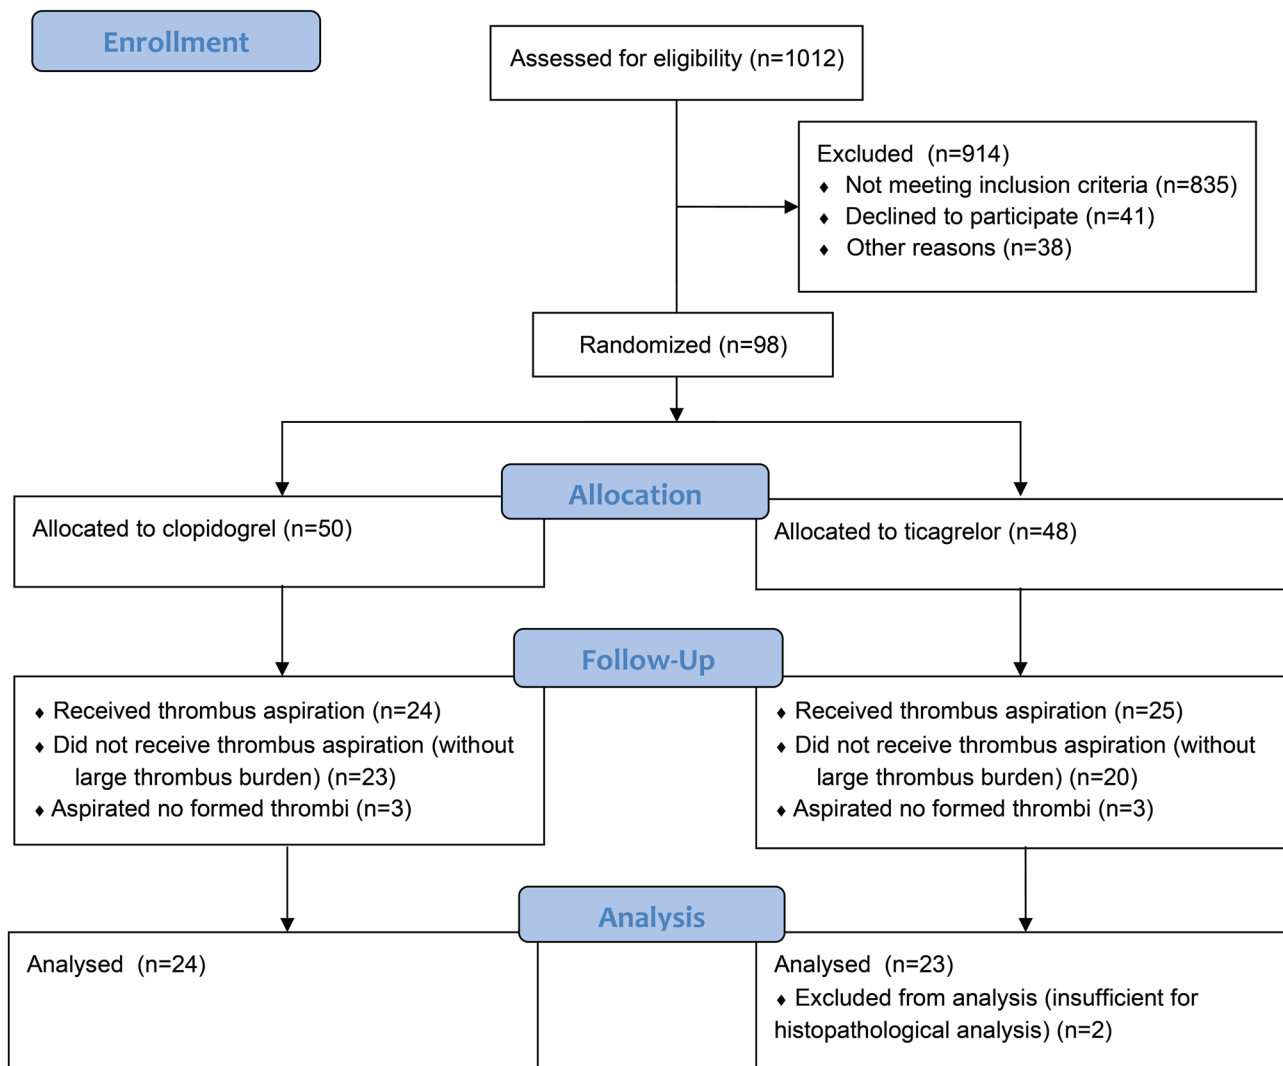 Enrollment
Assessed for eligibility (n=1012)
Excluded (n=914)
♦ Not meeting inclusion criteria (n=835)
♦ Declined to participate (n=41)
♦ Other reasons (n=38)
Randomized (n=98)
Allocation
Allocated to clopidogrel (n=50)
Allocated to ticagrelor (n=48)
Follow-Up
♦ Received thrombus aspiration (n=24)
♦ Did not receive thrombus aspiration (without
large thrombus burden) (n=23)
♦ Aspirated no formed thrombi (n=3)
♦ Received thrombus aspiration (n=25)
♦ Did not receive thrombus aspiration (without
large thrombus burden) (n=20)
♦ Aspirated no formed thrombi (n=3)
Analysis
Analysed (n=24)
Analysed (n=23)
♦ Excluded from analysis (insufficient for
histopathological analysis) (n=2)